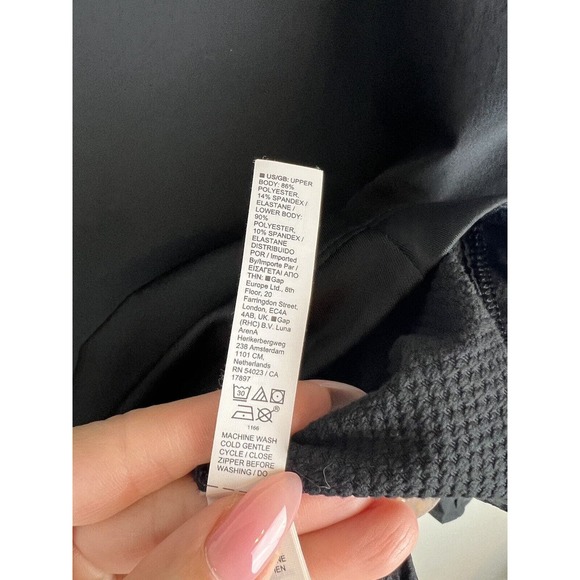 ■ US/GB: UPPER
BODY: 86%
POLYESTER,
14% SPANDEX /
ELASTANE /
LOWER BODY:
90%
POLYESTER,
10% SPANDEX /
ELASTANE
DISTRIBUIDO
POR / Imported
By/Importe Par /
ΕΙΣΑΓΕΤΑΙ ΑΠΟ
ΤΗΝ: ■Gap
Europe Ltd., 8th
Floor, 20
Farringdon Street,
London, EC4A
4AB, UK. ■Gap
(RHC) B.V. Luna
ArenA
Herikerbergweg
238 Amsterdam
1101 CM,
Netherlands
RN 54023 / CA
17897
30
1166
MACHINE WASH
COLD GENTLE
CYCLE / CLOSE
ZIPPER BEFORE
WASHING / DO